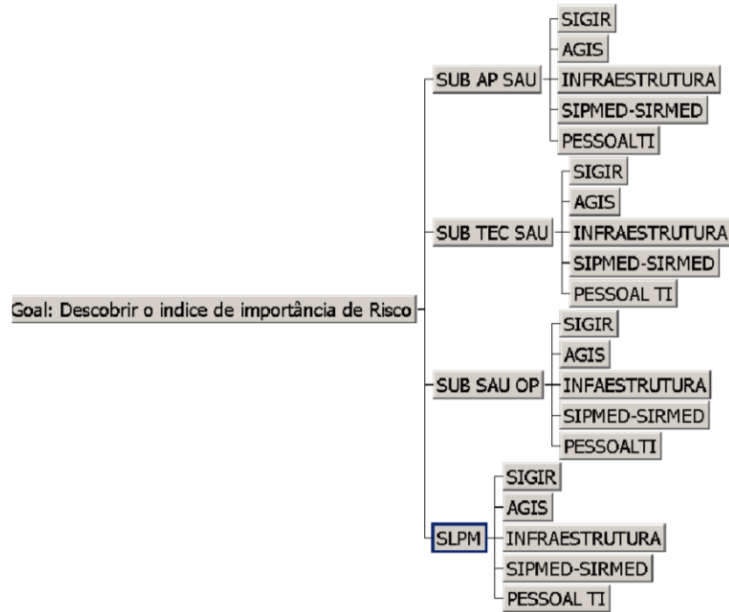 SIGIR
AGIS
SUB AP SAU
INFRAESTRUTURA
SIPMED-SIRMED
PESSOALTI
SIGIR
AGIS
SUB TEC SAU
INFRAESTRUTURA
SIPMED-SIRMED
PESSOAL TI
Goal: Descobrir o indice de importância de Risco
SIGIR
AGIS
SUB SAU OP
INFAESTRUTURA
SIPMED-SIRMED
PESSOALTI
SIGIR
AGIS
SLPM
INFRAESTRUTURA
SIPMED-SIRMED
PESSOAL TI